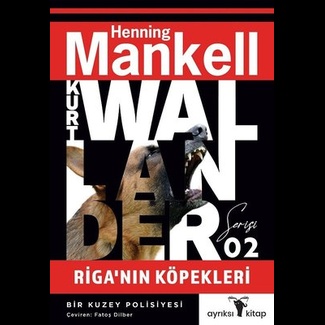 Henning
Mankell
KURT
WAL
LAN
DER
Serisi
02
RİGA'NIN KÖPEKLERİ
BİR KUZEY POLİSİYESİ
Çeviren: Fatoş Dilber
ayrıksı kitap